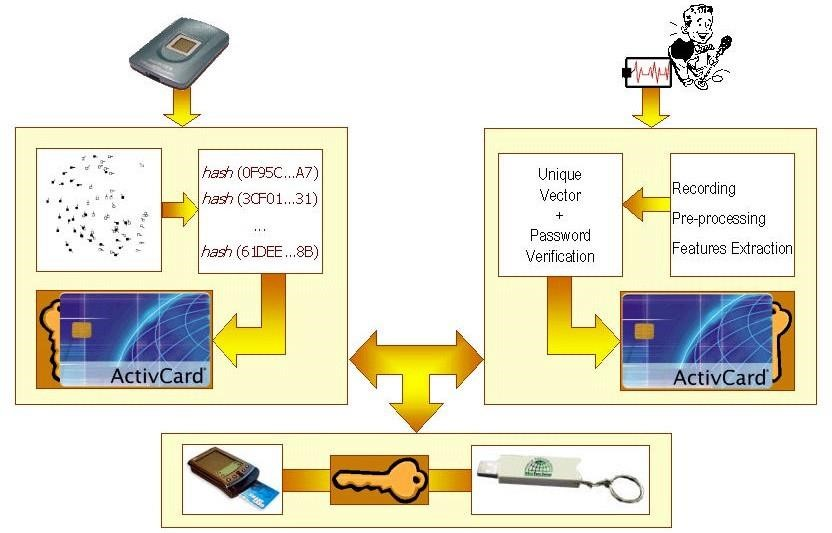 hash (0F95C...A7)
hash (3CF01...31)
...
hash (61DEE...8B)
ActivCard
Unique
Vector
+
Password
Verification
Recording
Pre-processing
Features Extraction
ActivCard